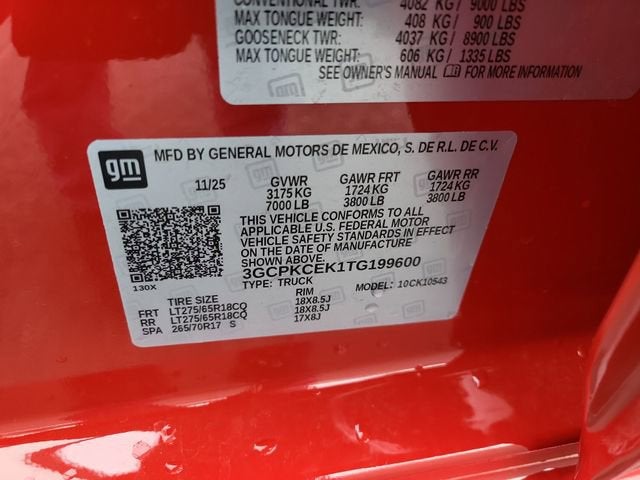 CONVENTIONAL TWR: 4082 KG/ 9000 LBS
MAX TONGUE WEIGHT: 408 KG/ 900 LBS
GOOSENECK TWR: 4037 KG/ 8900 LBS
MAX TONGUE WEIGHT: 606 KG/ 1335 LBS
SEE OWNER'S MANUAL FOR MORE INFORMATION
gm
gm MFD BY GENERAL MOTORS DE MEXICO, S. DE R.L. DE C.V.
11/25 GVWR GAWR FRT GAWR RR
3175 KG 1724 KG 1724 KG
7000 LB 3800 LB 3800 LB
THIS VEHICLE CONFORMS TO ALL
APPLICABLE U.S. FEDERAL MOTOR
VEHICLE SAFETY STANDARDS IN EFFECT
ON THE DATE OF MANUFACTURE
SHOWN ABOVE.
3GCPKCEK1TG199600
130X TYPE: TRUCK MODEL: 10CK10543
TIRE SIZE RIM
FRT LT275/65R18CQ 18X8.5J
RR LT275/65R18CQ 18X8.5J
SPA 265/70R17 S 17X8J